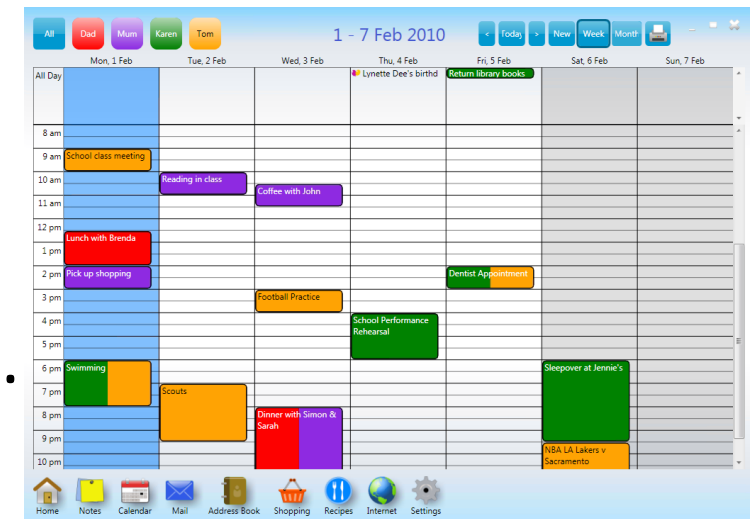 All Dad Mum Karen Tom 1 - 7 Feb 2010 < Today > New Week Month
Mon, 1 Feb Tue, 2 Feb Wed, 3 Feb Thu, 4 Feb Fri, 5 Feb Sat, 6 Feb Sun, 7 Feb
All Day Lynette Dee's birthd Return library books
8 am
9 am School class meeting
10 am Reading in class
Coffee with John
11 am
12 pm
Lunch with Brenda
1 pm
2 pm Pick up shopping Dentist Appointment
3 pm Football Practice
4 pm School Performance
Rehearsal
5 pm
6 pm Swimming Sleepover at Jennie's
7 pm Scouts
8 pm Dinner with Simon &
Sarah
9 pm
NBA LA Lakers v
10 pm Sacramento
Home Notes Calendar Mail Address Book Shopping Recipes Internet Settings